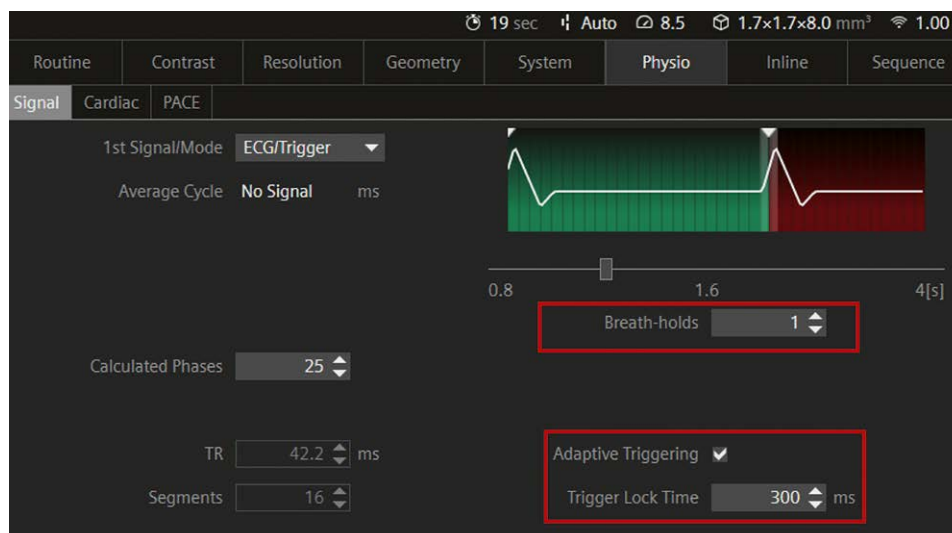 19 sec Auto 8.5 1.7×1.7×8.0 mm³ 1.00
Routine Contrast Resolution Geometry System Physio Inline Sequence
Signal Cardiac PACE
1st Signal/Mode ECG/Trigger
Average Cycle No Signal ms
0.8 1.6 4[s]
Breath-holds 1
Calculated Phases 25
TR 42.2 ms Adaptive Triggering
Segments 16 Trigger Lock Time 300 ms